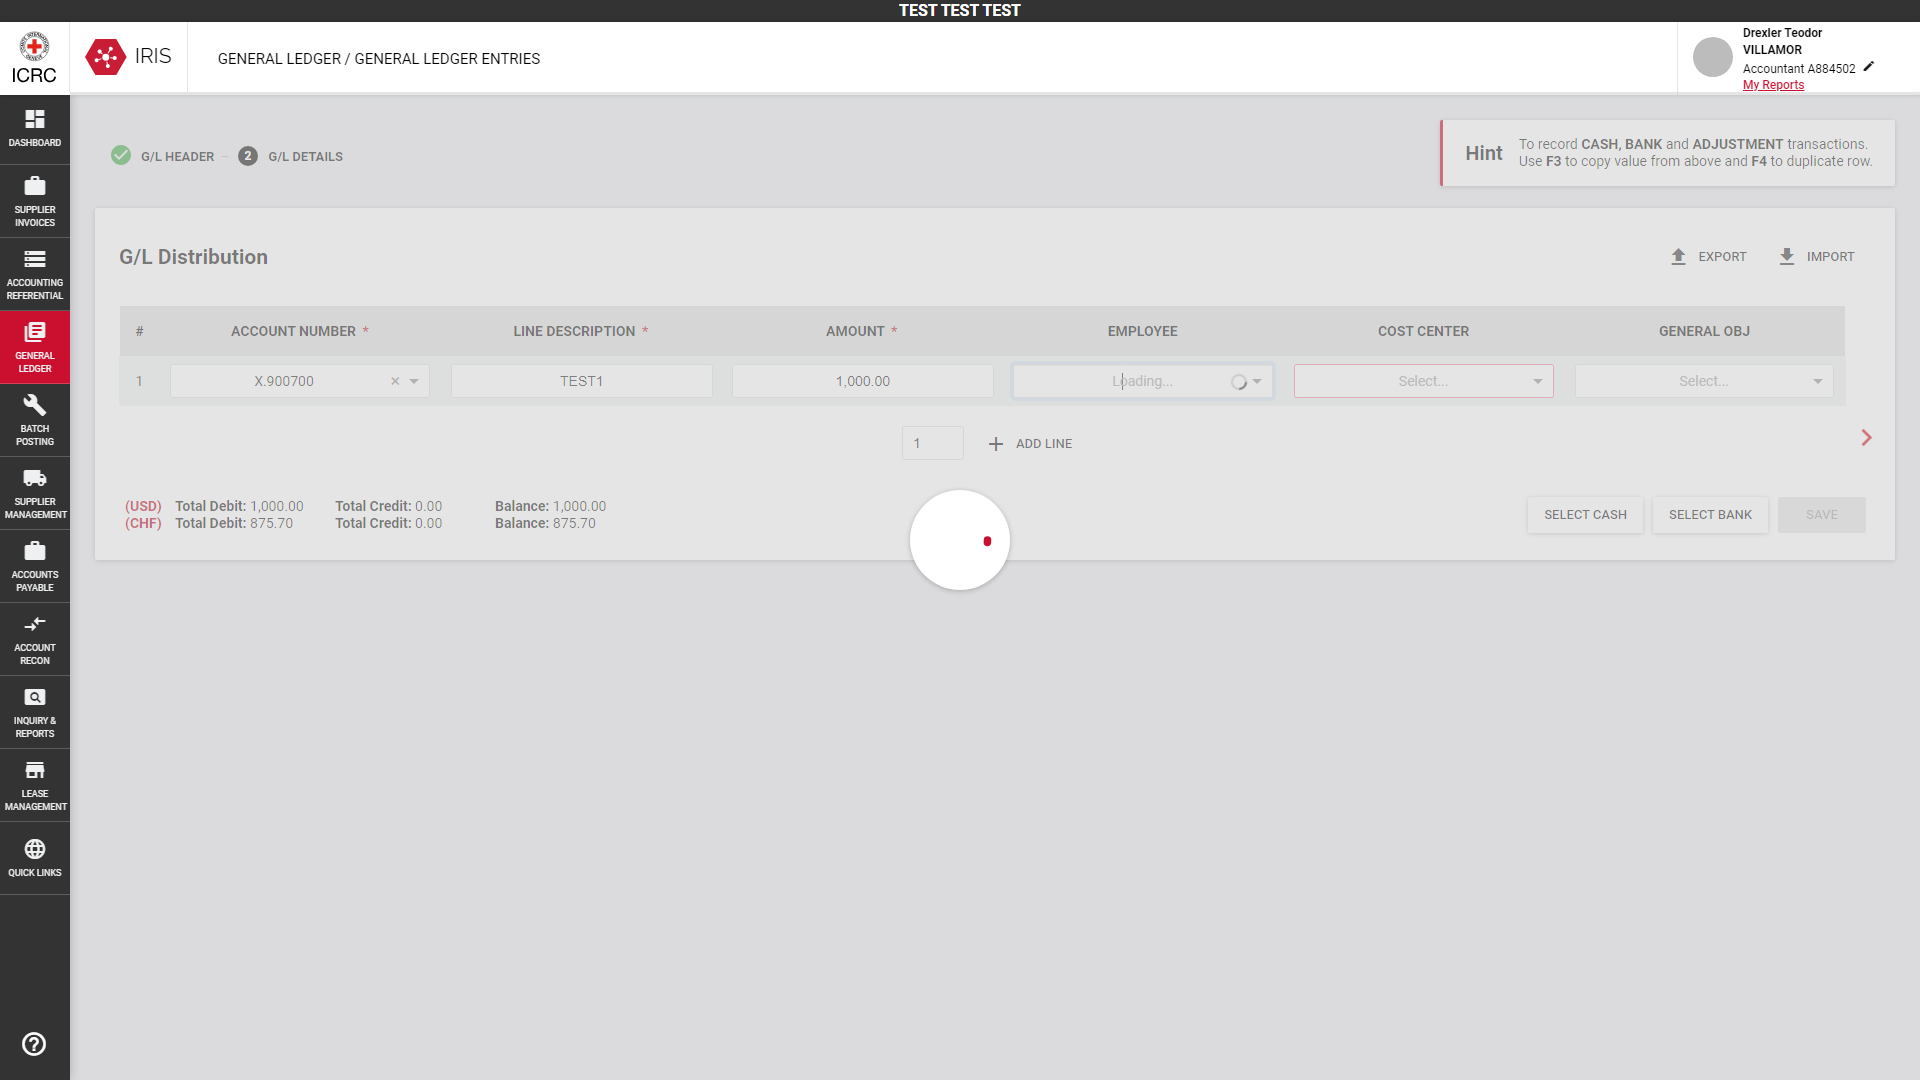 TEST TEST TEST
ICRC
IRIS
GENERAL LEDGER / GENERAL LEDGER ENTRIES
Drexler Teodor
VILLAMOR
Accountant A884502
My Reports
DASHBOARD
SUPPLIER
INVOICES
ACCOUNTING
REFERENTIAL
GENERAL
LEDGER
BATCH
POSTING
SUPPLIER
MANAGEMENT
ACCOUNTS
PAYABLE
ACCOUNT
RECON
INQUIRY &
REPORTS
LEASE
MANAGEMENT
QUICK LINKS
G/L HEADER
2 G/L DETAILS
Hint
To record CASH, BANK and ADJUSTMENT transactions.
Use F3 to copy value from above and F4 to duplicate row.
G/L Distribution
EXPORT
IMPORT
# ACCOUNT NUMBER * LINE DESCRIPTION * AMOUNT * EMPLOYEE COST CENTER GENERAL OBJ
1 X.900700 × TEST1 1,000.00 Loading... Select... Select...
1 ADD LINE
(USD) Total Debit: 1,000.00 Total Credit: 0.00 Balance: 1,000.00
(CHF) Total Debit: 875.70 Total Credit: 0.00 Balance: 875.70
SELECT CASH SELECT BANK SAVE